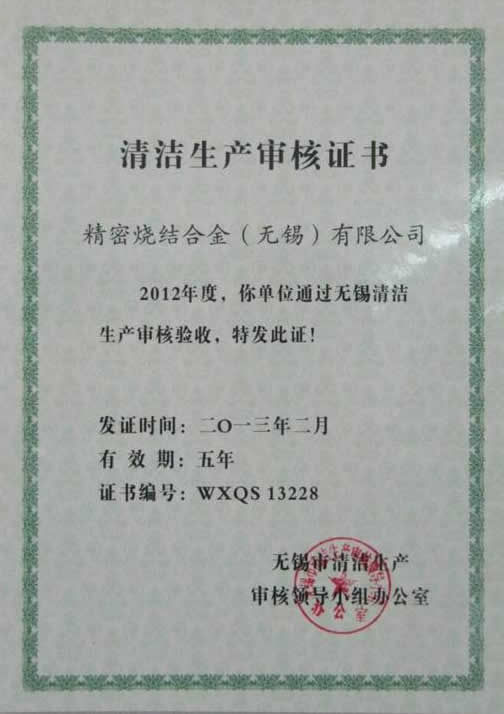 清洁生产审核证书
精密烧结合金（无锡）有限公司
2012年度，你单位通过无锡清洁
生产审核验收，特发此证！
发证时间：二〇一三年二月
有 效 期：五年
证书编号：WXQS 13228
无锡市清洁生产
审核领导小组办公室